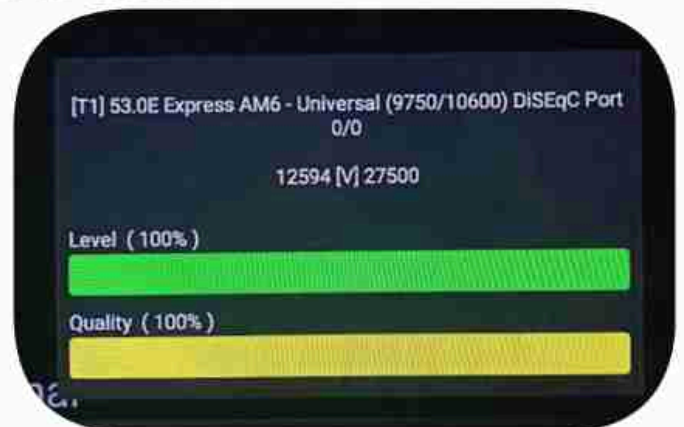 [T1] 53.0E Express AM6 - Universal (9750/10600) DiSEqC Port
0/0
12594 [V] 27500
Level ( 100% )
Quality ( 100% )